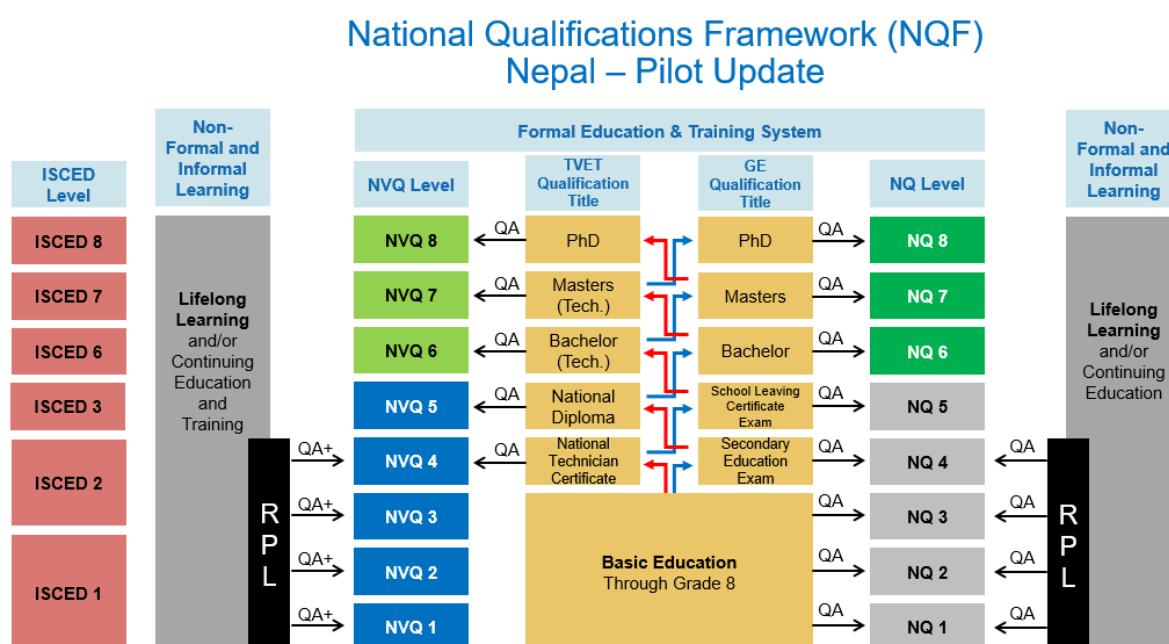 National Qualifications Framework (NQF)
Nepal – Pilot Update
ISCED
Level
Non-
Formal and
Informal
Learning
Formal Education & Training System
NVQ Level
TVET
Qualification
Title
GE
Qualification
Title
NQ Level
Non-
Formal and
Informal
Learning
ISCED 8
NVQ 8
QA
PhD
PhD
QA
NQ 8
ISCED 7
NVQ 7
QA
Masters
(Tech.)
Masters
QA
NQ 7
ISCED 6
NVQ 6
QA
Bachelor
(Tech.)
Bachelor
QA
NQ 6
ISCED 3
NVQ 5
QA
National
Diploma
School Leaving
Certificate
Exam
QA
NQ 5
Lifelong
Learning
and/or
Continuing
Education
and
Training
Lifelong
Learning
and/or
Continuing
Education
ISCED 2
QA+
NVQ 4
QA
National
Technician
Certificate
Secondary
Education
Exam
QA
NQ 4
QA
QA+
NVQ 3
QA
NQ 3
QA
ISCED 1
RPL
QA+
NVQ 2
Basic Education
Through Grade 8
QA
NQ 2
QA
RPL
QA+
NVQ 1
QA
NQ 1
QA